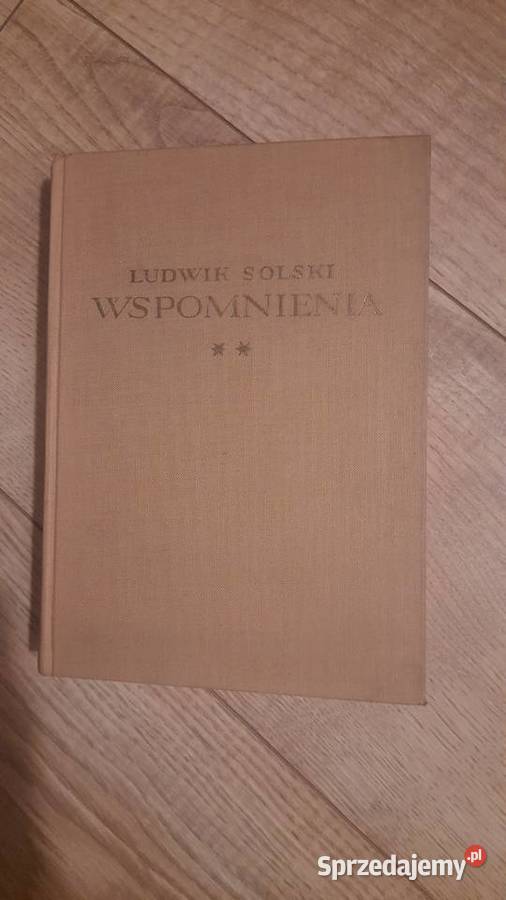 LUDWIK SOLSKI
WSPOMNIENIA
**
Sprzedajemy.pl